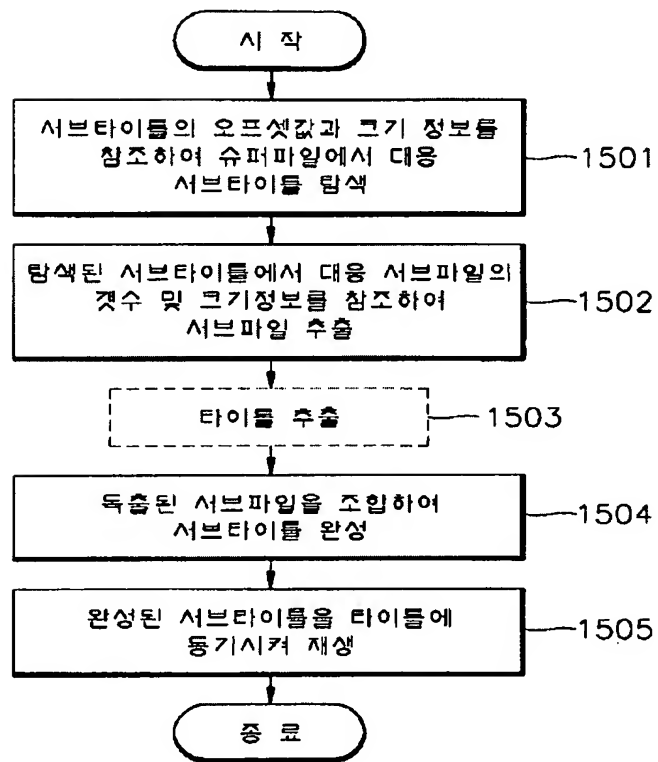 시 작
서브타이틀의 오프셋값과 크기 정보를
참조하여 슈퍼파일에서 대응
서브타이틀 탐색
1501
탐색된 서브타이틀에서 대응 서브파일의
갯수 및 크기정보를 참조하여
서브파일 추출
1502
타이틀 추출
1503
독출된 서브파일을 조합하여
서브타이틀 완성
1504
완성된 서브타이틀을 타이틀에
동기시켜 재생
1505
종 료